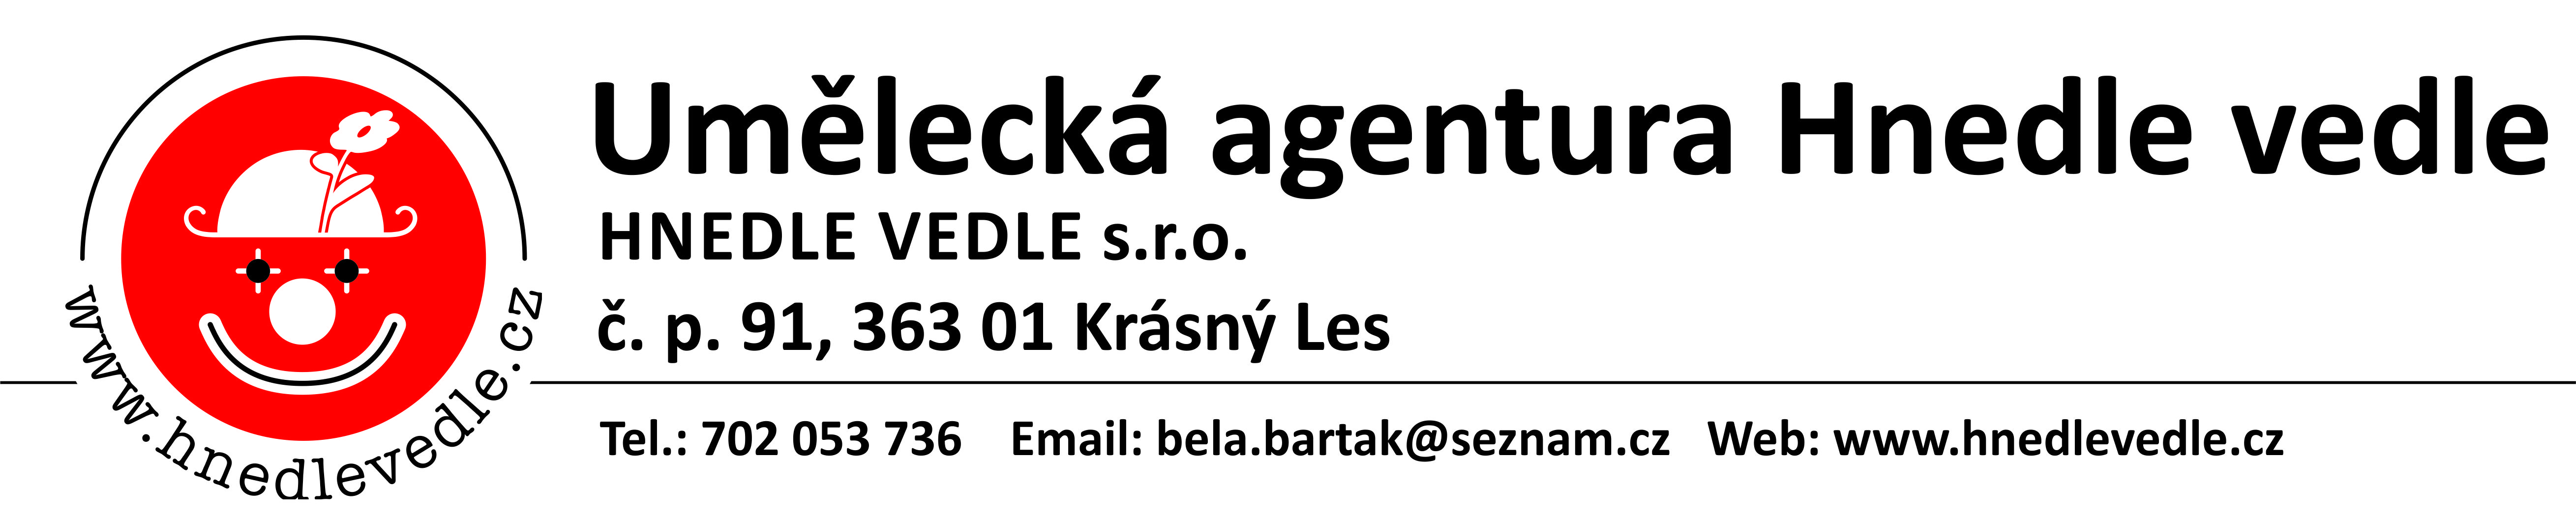 Umělecká agentura Hnedle vedle
HNEDLE VEDLE s.r.o.
č. p. 91, 363 01 Krásný Les
www.hnedlevedle.cz
Tel.: 702 053 736 Email: bela.bartak@seznam.cz Web: www.hnedlevedle.cz